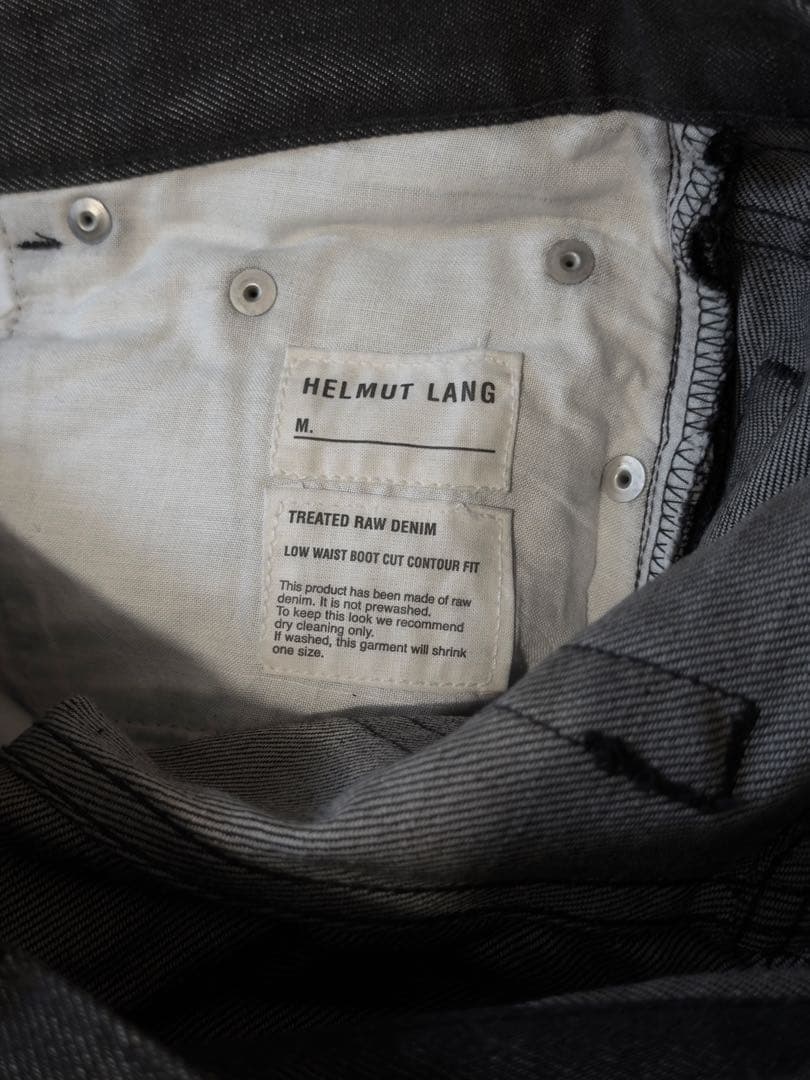 HELMUT LANG
M.
TREATED RAW DENIM
LOW WAIST BOOT CUT CONTOUR FIT
This product has been made of raw
denim. It is not prewashed.
To keep this look we recommend
dry cleaning only.
If washed, this garment will shrink
one size.